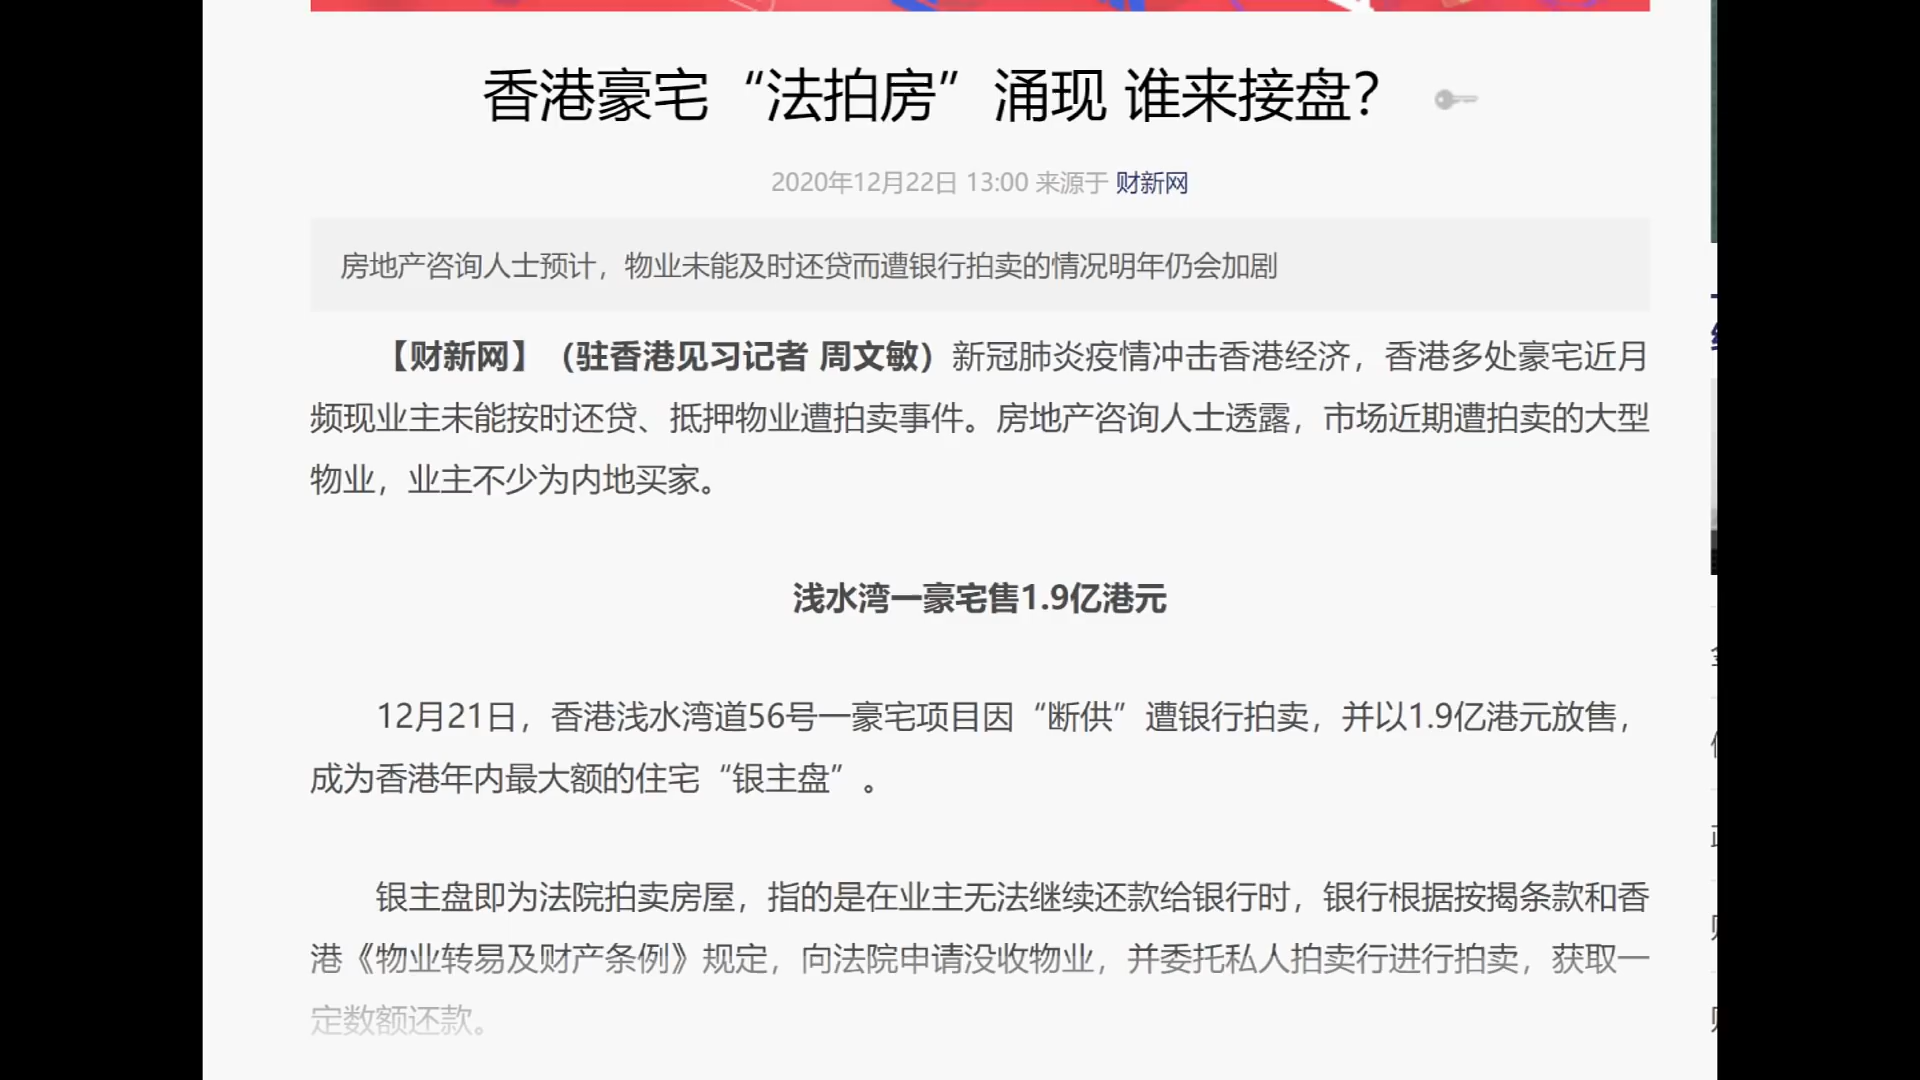 香港豪宅“法拍房”涌现 谁来接盘？
2020年12月22日 13:00 来源于 财新网
房地产咨询人士预计，物业未能及时还贷而遭银行拍卖的情况明年仍会加剧
【财新网】（驻香港见习记者 周文敏）新冠肺炎疫情冲击香港经济，香港多处豪宅近月
频现业主未能按时还贷、抵押物业遭拍卖事件。房地产咨询人士透露，市场近期遭拍卖的大型
物业，业主不少为内地买家。
浅水湾一豪宅售1.9亿港元
12月21日，香港浅水湾道56号一豪宅项目因“断供”遭银行拍卖，并以1.9亿港元放售，
成为香港年内最大额的住宅“银主盘”。
银主盘即为法院拍卖房屋，指的是在业主无法继续还款给银行时，银行根据按揭条款和香
港《物业转易及财产条例》规定，向法院申请没收物业，并委托私人拍卖行进行拍卖，获取一
定数额还款。